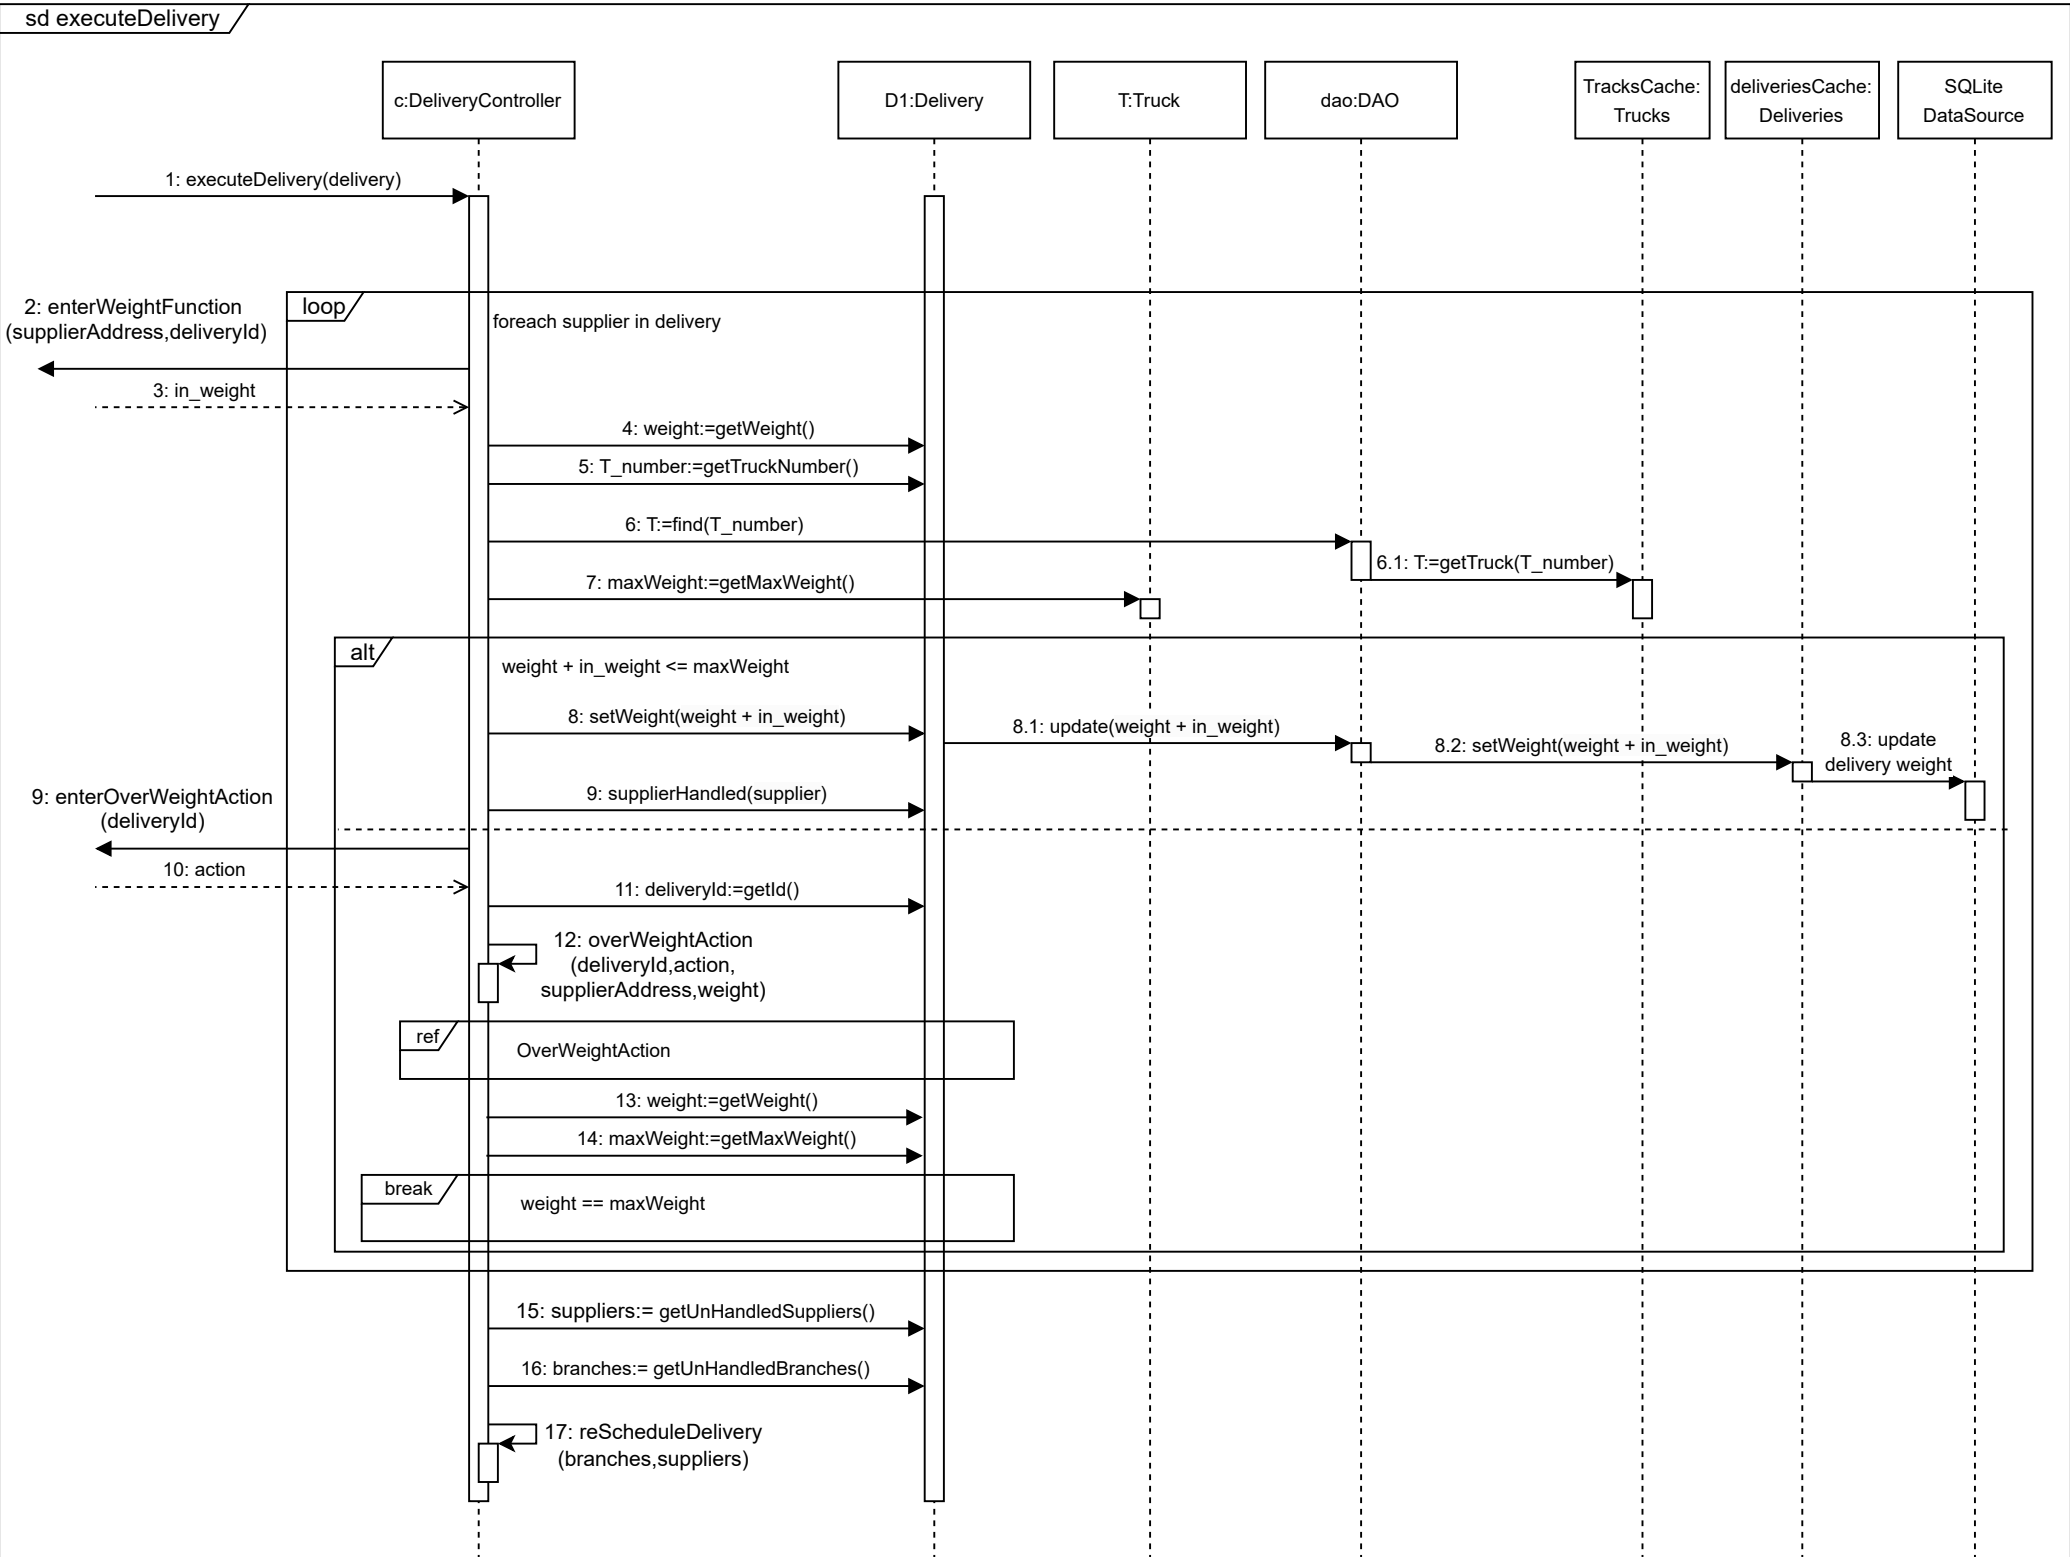 sd executeDelivery
c:DeliveryController
D1:Delivery
T:Truck
dao:DAO
TracksCache:
Trucks
deliveriesCache:
Deliveries
SQLite
DataSource
1: executeDelivery(delivery)
loop
foreach supplier in delivery
2: enterWeightFunction
(supplierAddress,deliveryId)
3: in_weight
4: weight:=getWeight()
5: T_number:=getTruckNumber()
6: T:=find(T_number)
6.1: T:=getTruck(T_number)
7: maxWeight:=getMaxWeight()
alt
weight + in_weight <= maxWeight
8: setWeight(weight + in_weight)
8.1: update(weight + in_weight)
8.2: setWeight(weight + in_weight)
8.3: update
delivery weight
9: supplierHandled(supplier)
9: enterOverWeightAction
(deliveryId)
10: action
11: deliveryId:=getId()
12: overWeightAction
(deliveryId,action,
supplierAddress,weight)
ref
OverWeightAction
13: weight:=getWeight()
14: maxWeight:=getMaxWeight()
break
weight == maxWeight
15: suppliers:= getUnHandledSuppliers()
16: branches:= getUnHandledBranches()
17: reScheduleDelivery
(branches,suppliers)